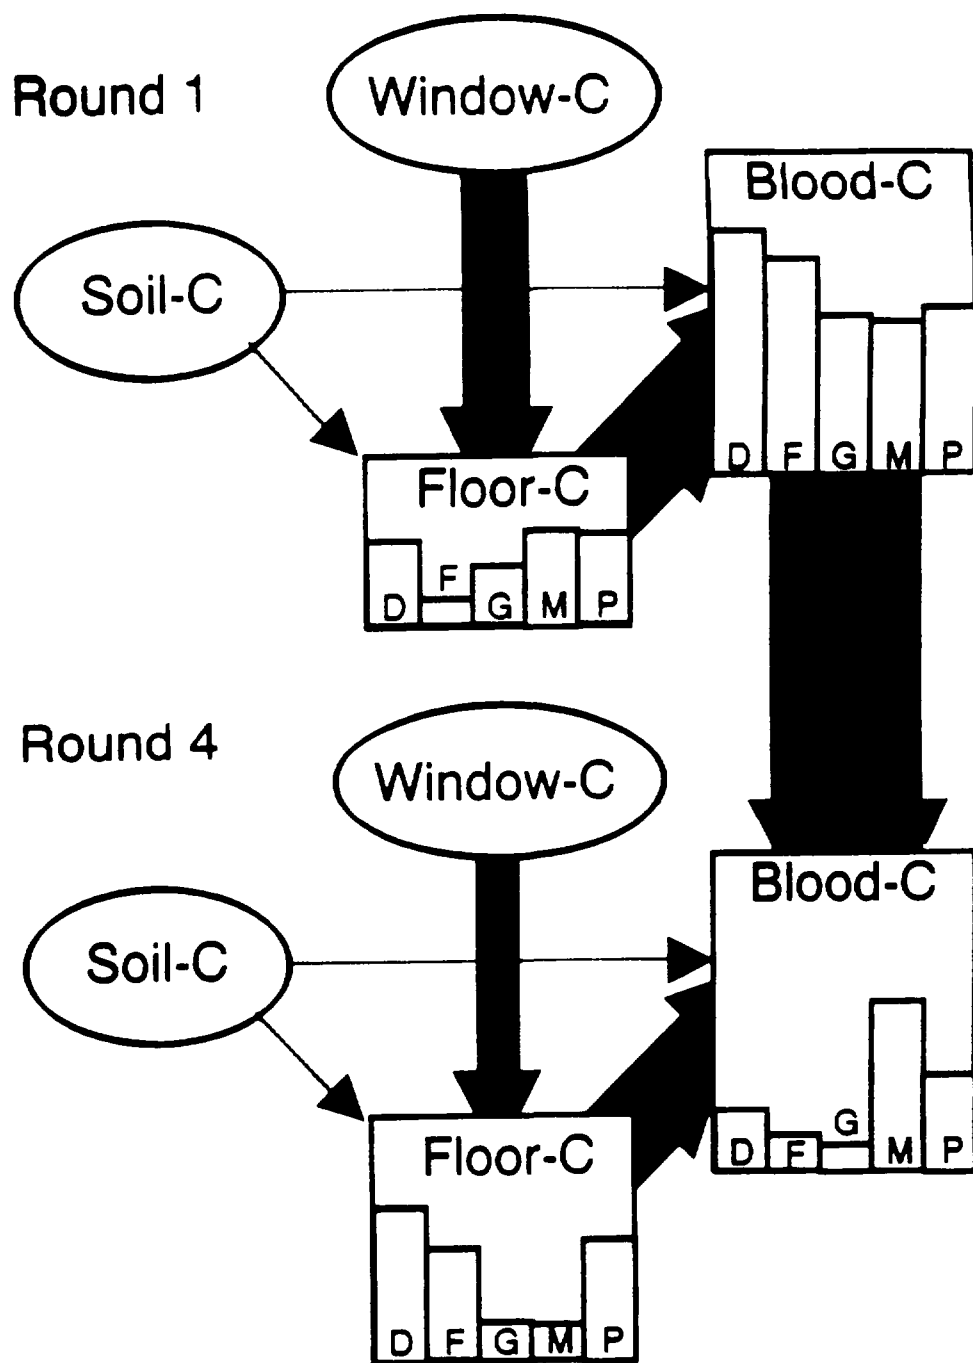 Round 1
Window-C
Blood-C
Soil-C
D F G M P
Floor-C
D F G M P
Round 4
Window-C
Blood-C
Soil-C
D F G M P
Floor-C
D F G M P